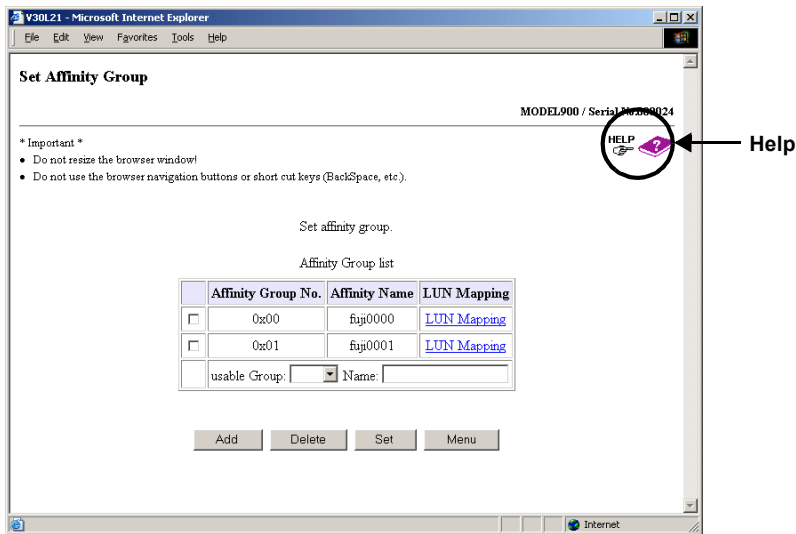 V30L21 - Microsoft Internet Explorer
File Edit View Favorites Tools Help
Set Affinity Group
MODEL900 / Serial
* Important *
HELP
?
Help
• Do not resize the browser window!
• Do not use the browser navigation buttons or short cut keys (BackSpace, etc.).
Set affinity group.
Affinity Group list
Affinity Group No. Affinity Name LUN Mapping
0x00 fuji0000 LUN Mapping
0x01 fuji0001 LUN Mapping
usable Group: Name:
Add Delete Set Menu
Internet